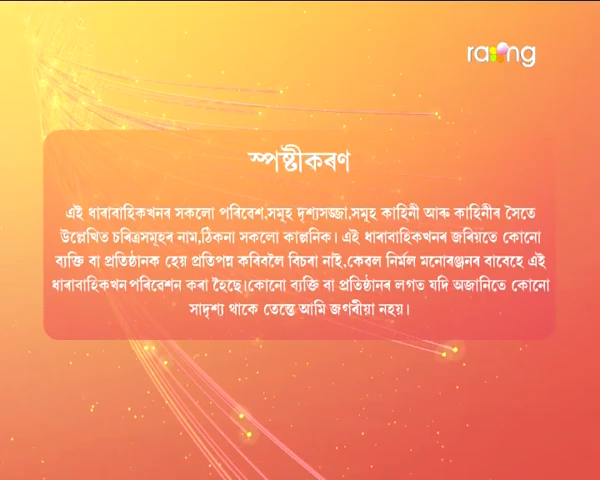 raang
স্পষ্টীকৰণ
এই ধাৰাবাহিকখনৰ সকলো পৰিৱেশ,সমূহ দৃশ্যসজ্জা,সমূহ কাহিনী আৰু কাহিনীৰ সৈতে
উল্লেখিত চৰিত্ৰসমূহৰ নাম,ঠিকনা সকলো কাল্পনিক। এই ধাৰাবাহিকখনৰ জৰিয়তে কোনো
ব্যক্তি বা প্ৰতিষ্ঠানক হেয় প্ৰতিপন্ন কৰিবলৈ বিচৰা নাই,কেবল নিৰ্মল মনোৰঞ্জনৰ বাবেহে এই
ধাৰাবাহিকখন পৰিৱেশন কৰা হৈছে।কোনো ব্যক্তি বা প্ৰতিষ্ঠানৰ লগত যদি অজানিতে কোনো
সাদৃশ্য থাকে তেন্তে আমি জগৰীয়া নহয়।